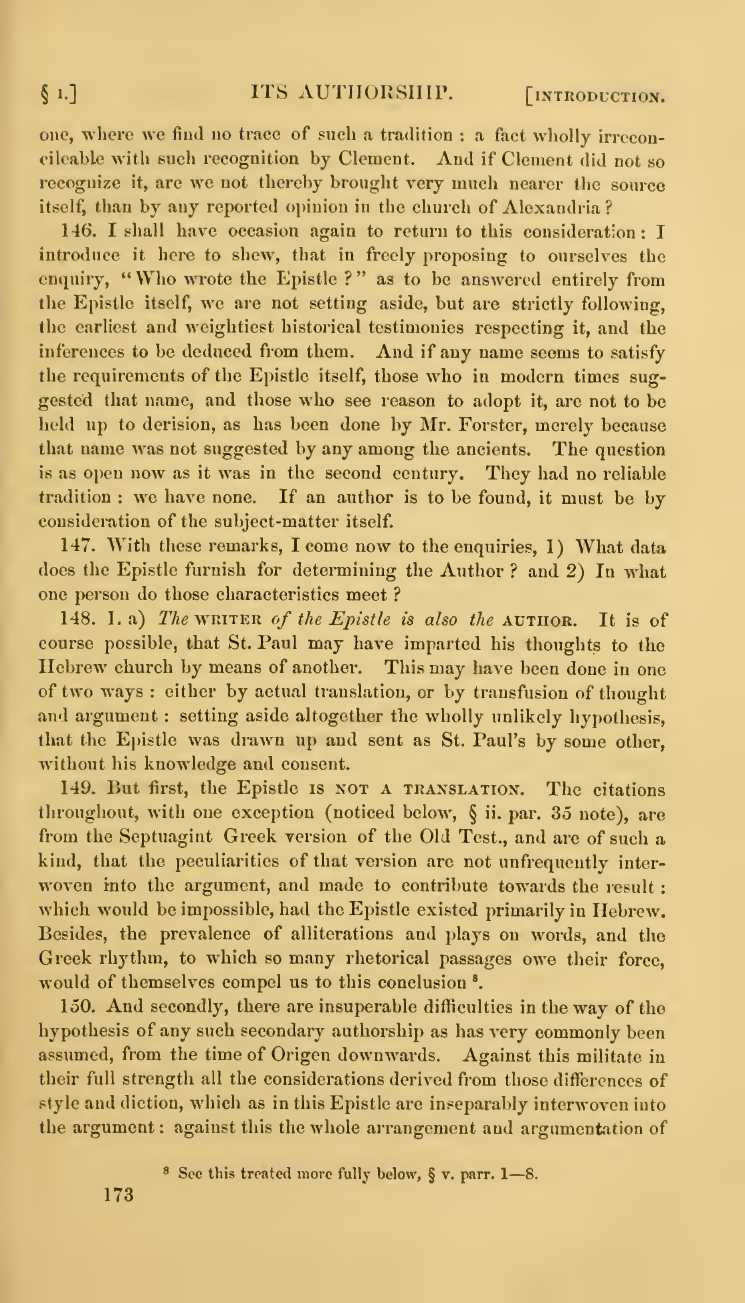 § 1.] ITS AUTHORSHIP. [INTRODUCTION.
one, where we find no trace of such a tradition : a fact wholly irrecon-
cileable with such recognition by Clement. And if Clement did not so
recognize it, are we not thereby brought very much nearer the source
itself, than by any reported opinion in the church of Alexandria ?
146. I shall have occasion again to return to this consideration : I
introduce it here to shew, that in freely proposing to ourselves the
enquiry, “ Who wrote the Epistle ? ” as to be answered entirely from
the Epistle itself, we are not setting aside, but are strictly following,
the earliest and weightiest historical testimonies respecting it, and the
inferences to be deduced from them. And if any name seems to satisfy
the requirements of the Epistle itself, those who in modern times sug-
gested that name, and those who see reason to adopt it, are not to be
held up to derision, as has been done by Mr. Forster, merely because
that name was not suggested by any among the ancients. The question
is as open now as it was in the second century. They had no reliable
tradition : we have none. If an author is to be found, it must be by
consideration of the subject-matter itself.
147. With these remarks, I come now to the enquiries, 1) What data
does the Epistle furnish for determining the Author ? and 2) In what
one person do those characteristics meet ?
148. I. a) The WRITER of the Epistle is also the AUTHOR. It is of
course possible, that St. Paul may have imparted his thoughts to the
Hebrew church by means of another. This may have been done in one
of two ways : either by actual translation, or by transfusion of thought
and argument : setting aside altogether the wholly unlikely hypothesis,
that the Epistle was drawn up and sent as St. Paul's by some other,
without his knowledge and consent.
149. But first, the Epistle IS NOT A TRANSLATION. The citations
throughout, with one exception (noticed below, § ii. par. 35 note), are
from the Septuagint Greek version of the Old Test., and are of such a
kind, that the peculiarities of that version are not unfrequently inter-
woven into the argument, and made to contribute towards the result :
which would be impossible, had the Epistle existed primarily in Hebrew.
Besides, the prevalence of alliterations and plays on words, and the
Greek rhythm, to which so many rhetorical passages owe their force,
would of themselves compel us to this conclusion ⁸.
150. And secondly, there are insuperable difficulties in the way of the
hypothesis of any such secondary authorship as has very commonly been
assumed, from the time of Origen downwards. Against this militate in
their full strength all the considerations derived from those differences of
style and diction, which as in this Epistle are inseparably interwoven into
the argument : against this the whole arrangement and argumentation of
⁸ See this treated more fully below, § v. parr. 1—8.
173